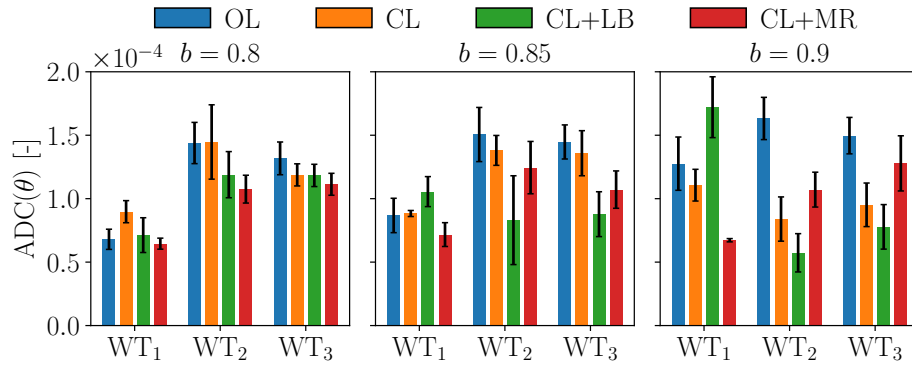 OL CL CL+LB CL+MR
×10⁻⁴ b = 0.8 b = 0.85 b = 0.9
ADC(θ) [-]
2.0
1.5
1.0
0.5
0.0
WT₁ WT₂ WT₃ WT₁ WT₂ WT₃ WT₁ WT₂ WT₃